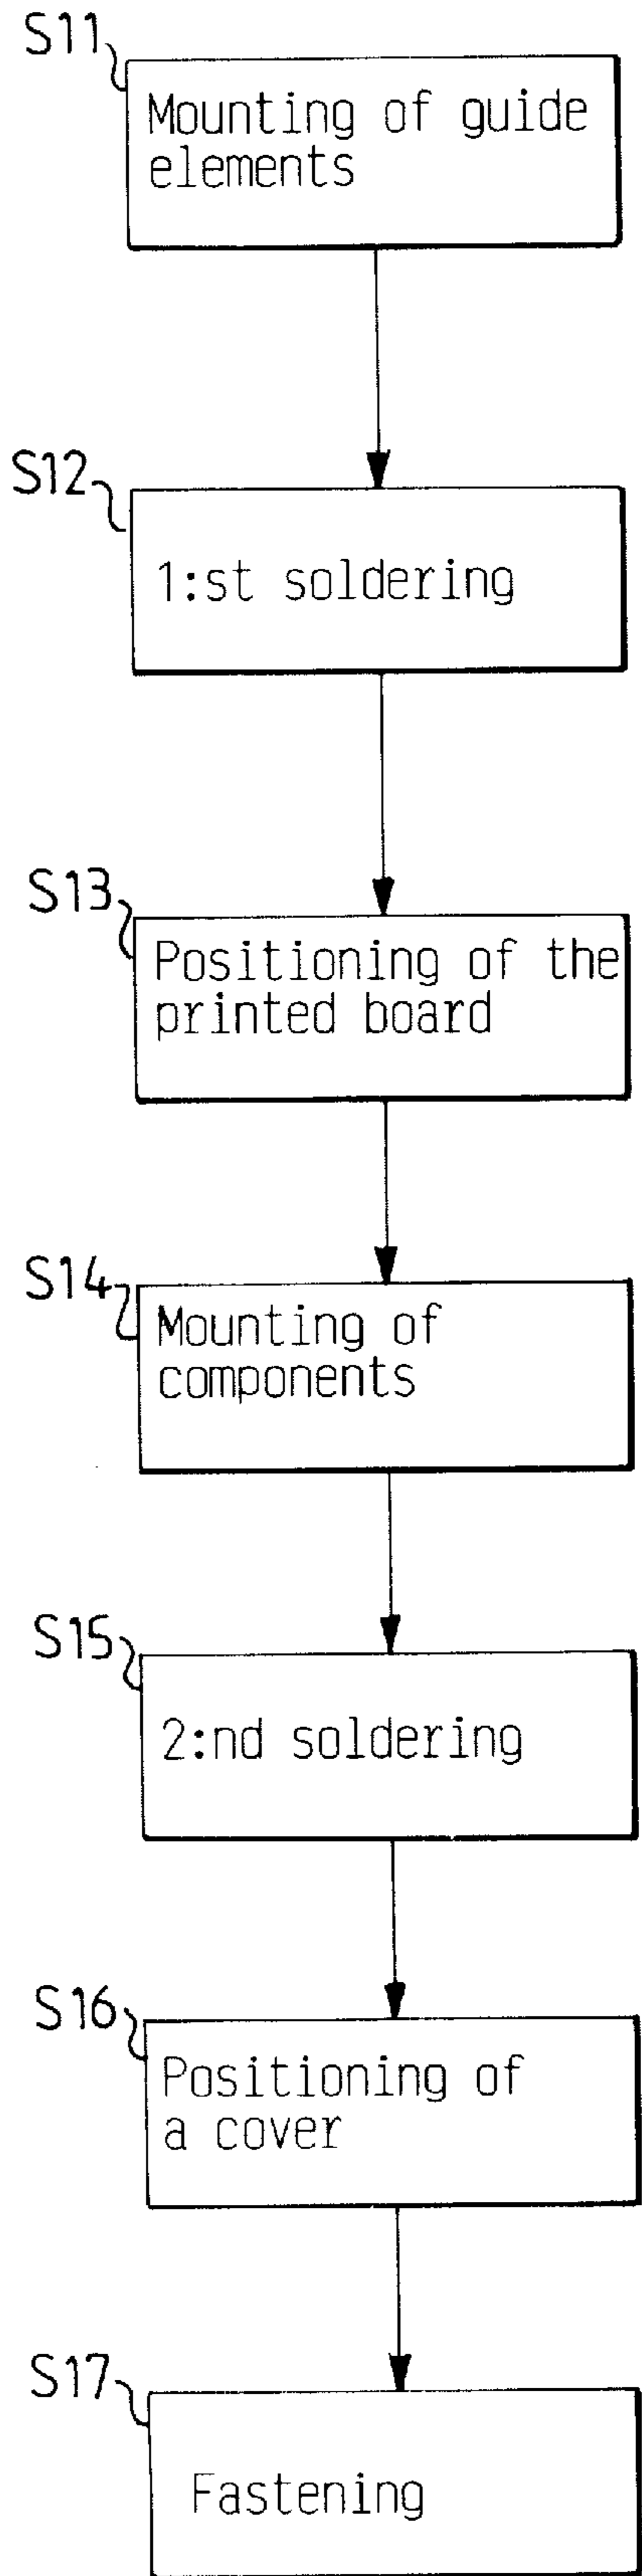 S11
Mounting of guide
elements
S12
1:st soldering
S13
Positioning of the
printed board
S14
Mounting of
components
S15
2:nd soldering
S16
Positioning of
a cover
S17
Fastening